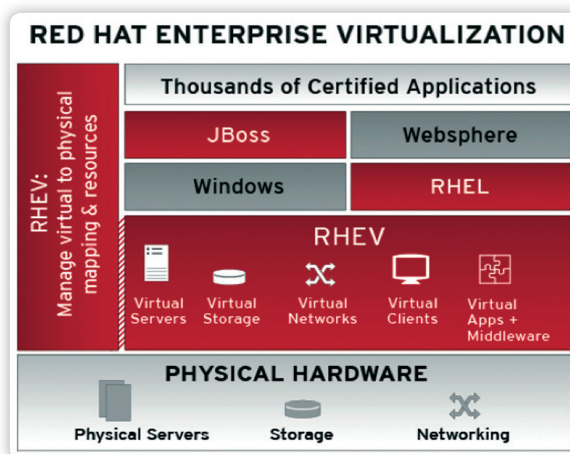 RED HAT ENTERPRISE VIRTUALIZATION
RHEV:
Manage virtual to physical
mapping & resources
Thousands of Certified Applications
JBoss
Websphere
Windows
RHEL
RHEV
Virtual
Servers
Virtual
Storage
Virtual
Networks
Virtual
Clients
Virtual
Apps +
Middleware
PHYSICAL HARDWARE
Physical Servers
Storage
Networking